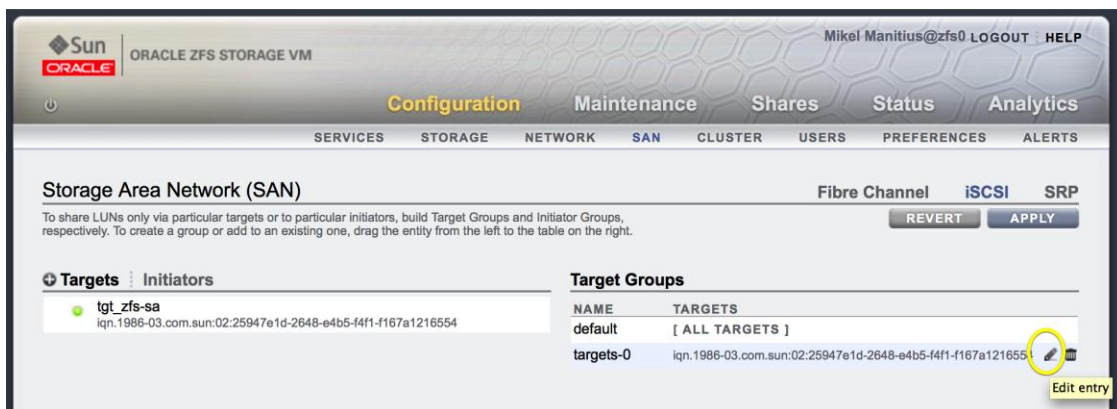 Sun
ORACLE
ORACLE ZFS STORAGE VM
Mikel Manitius@zfs0 LOGOUT HELP
Configuration Maintenance Shares Status Analytics
SERVICES STORAGE NETWORK SAN CLUSTER USERS PREFERENCES ALERTS
Storage Area Network (SAN)
Fibre Channel iSCSI SRP
To share LUNs only via particular targets or to particular initiators, build Target Groups and Initiator Groups,
respectively. To create a group or add to an existing one, drag the entity from the left to the table on the right.
REVERT APPLY
Targets Initiators
tgt_zfs-sa
iqn.1986-03.com.sun:02:25947e1d-2648-e4b5-f4f1-f167a1216554
Target Groups
NAME TARGETS
default [ ALL TARGETS ]
targets-0 iqn.1986-03.com.sun:02:25947e1d-2648-e4b5-f4f1-f167a1216554
Edit entry